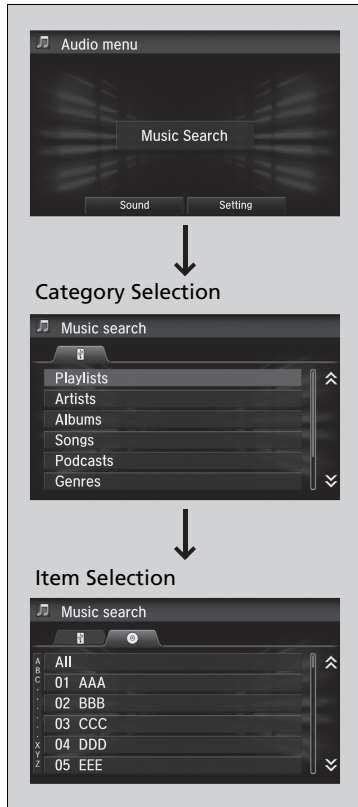 Audio menu
Music Search
Sound Setting
Category Selection
Music search
Playlists
Artists
Albums
Songs
Podcasts
Genres
Item Selection
Music search
A
B
C
All
01 AAA
02 BBB
03 CCC
04 DDD
05 EEE
X
Y
Z